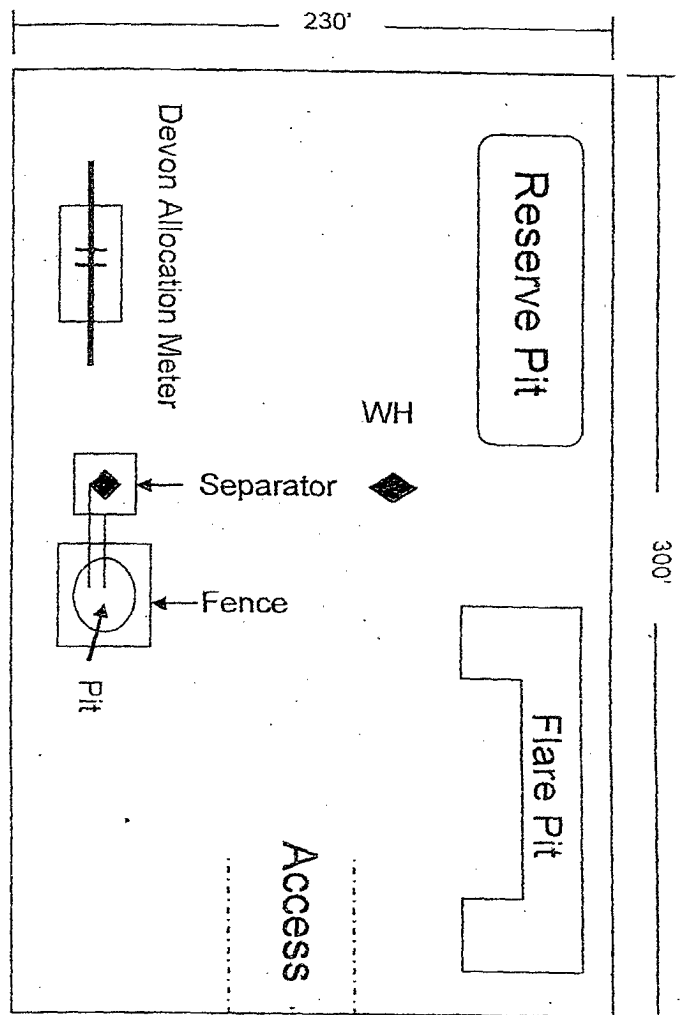 230'
Devon Allocation Meter
Reserve Pit
WH
Separator
300'
Fence
Pit
Flare Pit
Access